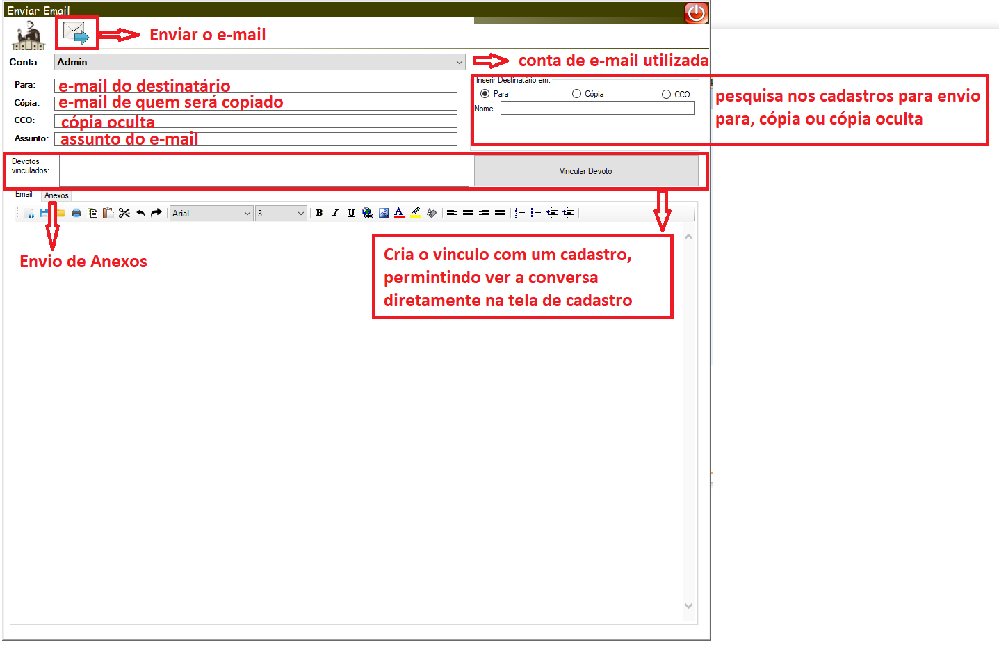 Enviar Email
Enviar o e-mail
Conta:
Admin
conta de e-mail utilizada
Para:
e-mail do destinatário
Cópia:
e-mail de quem será copiado
CCO:
cópia oculta
Assunto:
assunto do e-mail
Inserir Destinatário em:
Para
Cópia
CCO
Nome
pesquisa nos cadastros para envio
para, cópia ou cópia oculta
Devotos
vinculados:
Vincular Devoto
Email
Anexos
Arial
3
B
I
U
Envio de Anexos
Cria o vinculo com um cadastro,
permintindo ver a conversa
diretamente na tela de cadastro